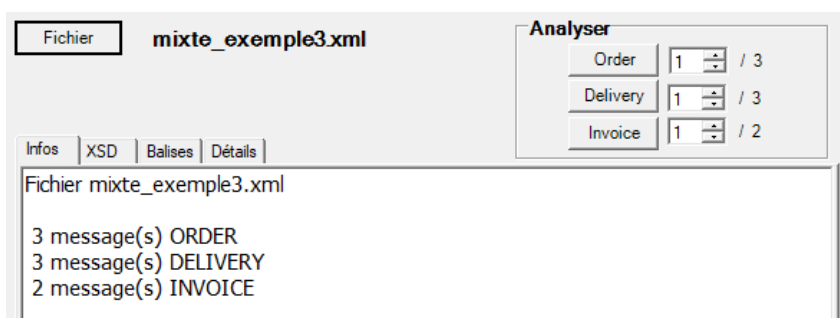 Fichier
mixte_exemple3.xml
Analyser
Order 1 / 3
Delivery 1 / 3
Invoice 1 / 2
Infos XSD Balises Détails
Fichier mixte_exemple3.xml
3 message(s) ORDER
3 message(s) DELIVERY
2 message(s) INVOICE